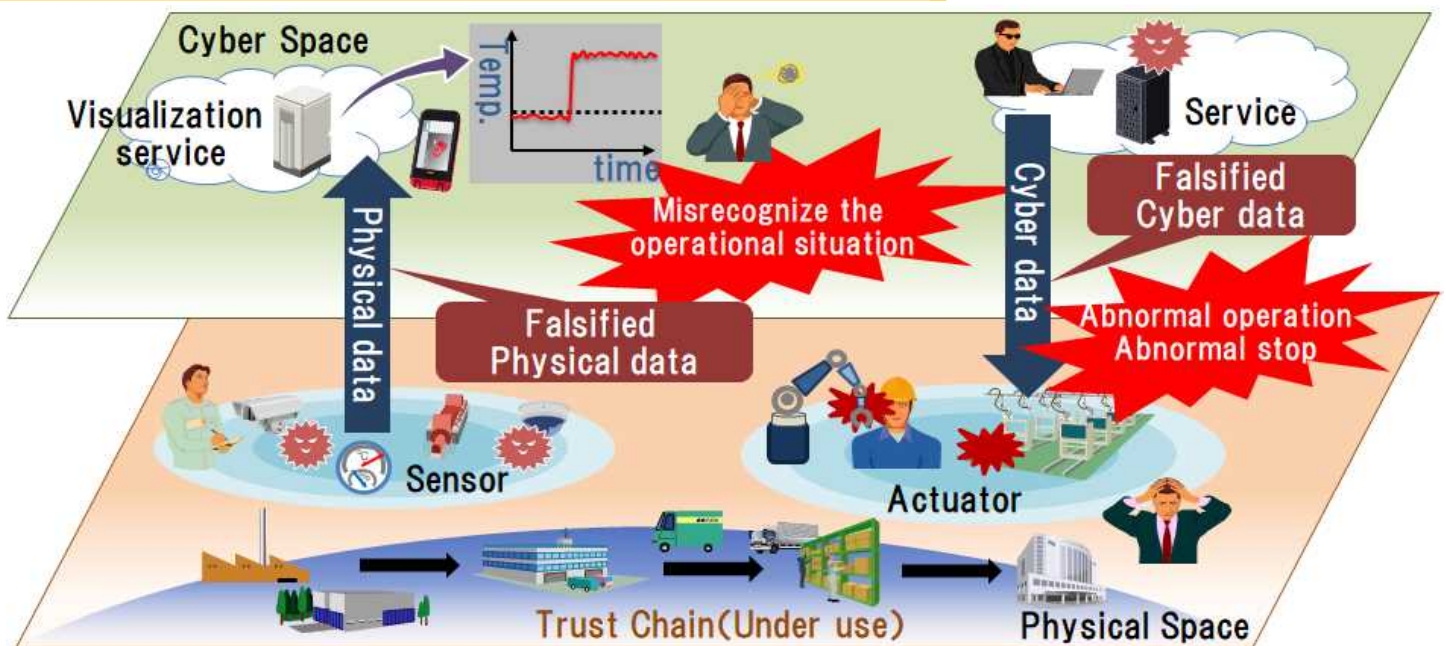 Cyber Space
Visualization
service
Temp.
time
Service
Physical data
Misrecognize the
operational situation
Cyber data
Falsified
Cyber data
Falsified
Physical data
Abnormal operation
Abnormal stop
Sensor
Actuator
Trust Chain(Under use)
Physical Space